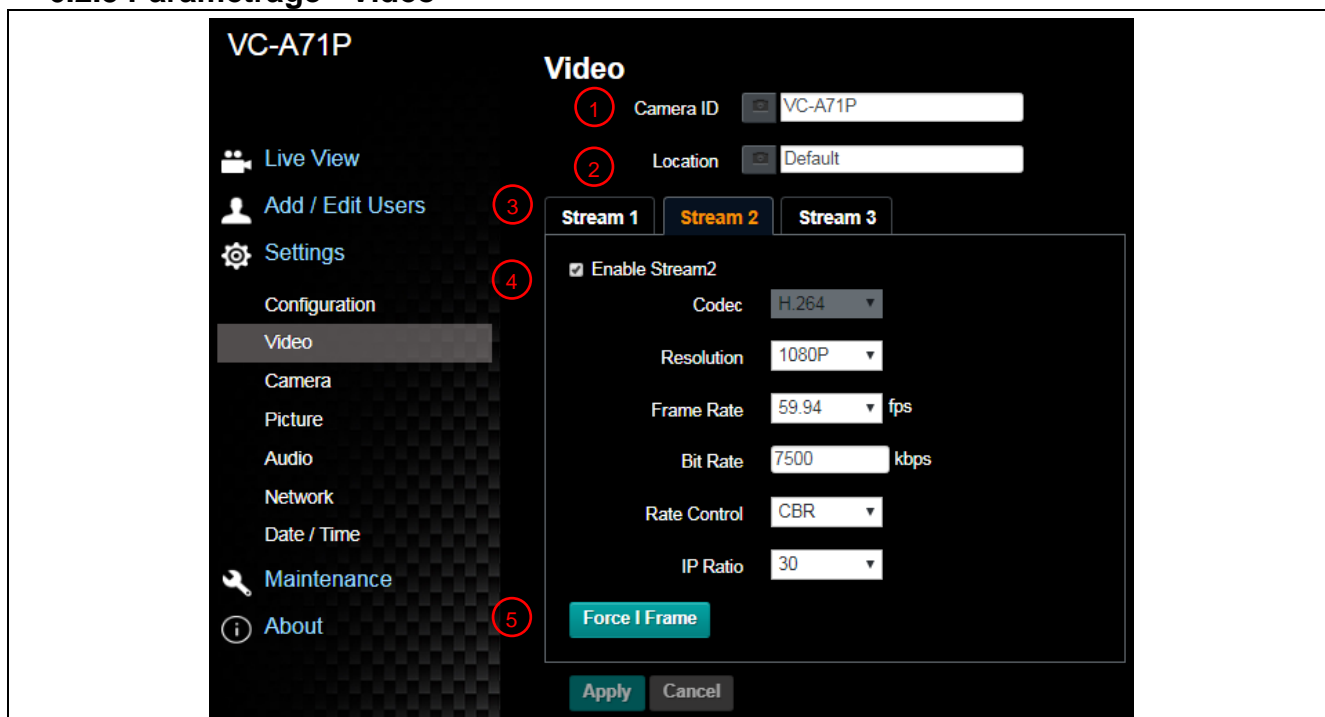 VC-A71P
Live View
Add / Edit Users
Settings
Configuration
Video
Camera
Picture
Audio
Network
Date / Time
Maintenance
About
Video
1 Camera ID VC-A71P
2 Location Default
3 Stream 1 Stream 2 Stream 3
4 Enable Stream2
Codec H.264
Resolution 1080P
Frame Rate 59.94 fps
Bit Rate 7500 kbps
Rate Control CBR
IP Ratio 30
5 Force I Frame
Apply Cancel